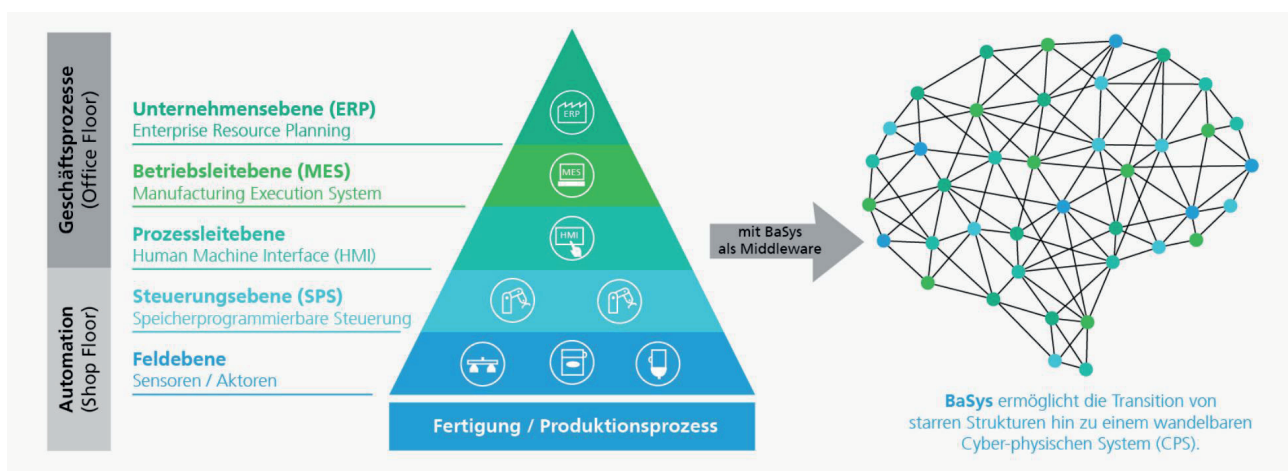 Geschäftsprozesse
(Office Floor)
Automation
(Shop Floor)
Unternehmensebene (ERP)
Enterprise Resource Planning
Betriebsleitebene (MES)
Manufacturing Execution System
Prozessleitebene
Human Machine Interface (HMI)
Steuerungsebene (SPS)
Speicherprogrammierbare Steuerung
Feldebene
Sensoren / Aktoren
ERP
MES
HMI
Fertigung / Produktionsprozess
mit BaSys
als Middleware
BaSys ermöglicht die Transition von
starren Strukturen hin zu einem wandelbaren
Cyber-physischen System (CPS).